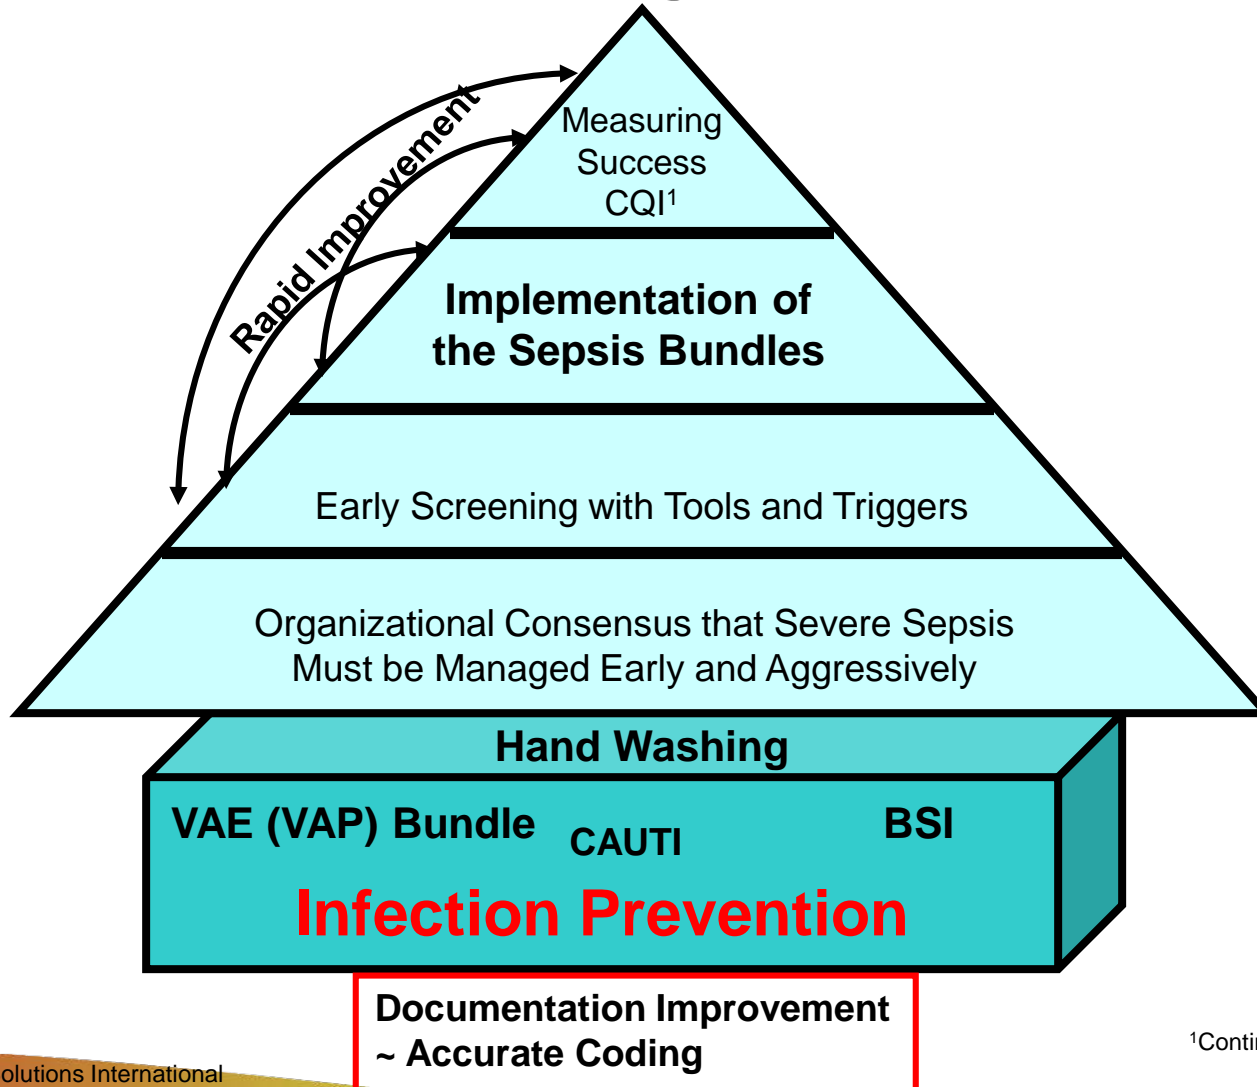 Rapid Improvement
Measuring
Success
CQI¹
Implementation of
the Sepsis Bundles
Early Screening with Tools and Triggers
Organizational Consensus that Severe Sepsis
Must be Managed Early and Aggressively
Hand Washing
VAE (VAP) Bundle CAUTI BSI
Infection Prevention
Documentation Improvement
~ Accurate Coding
International